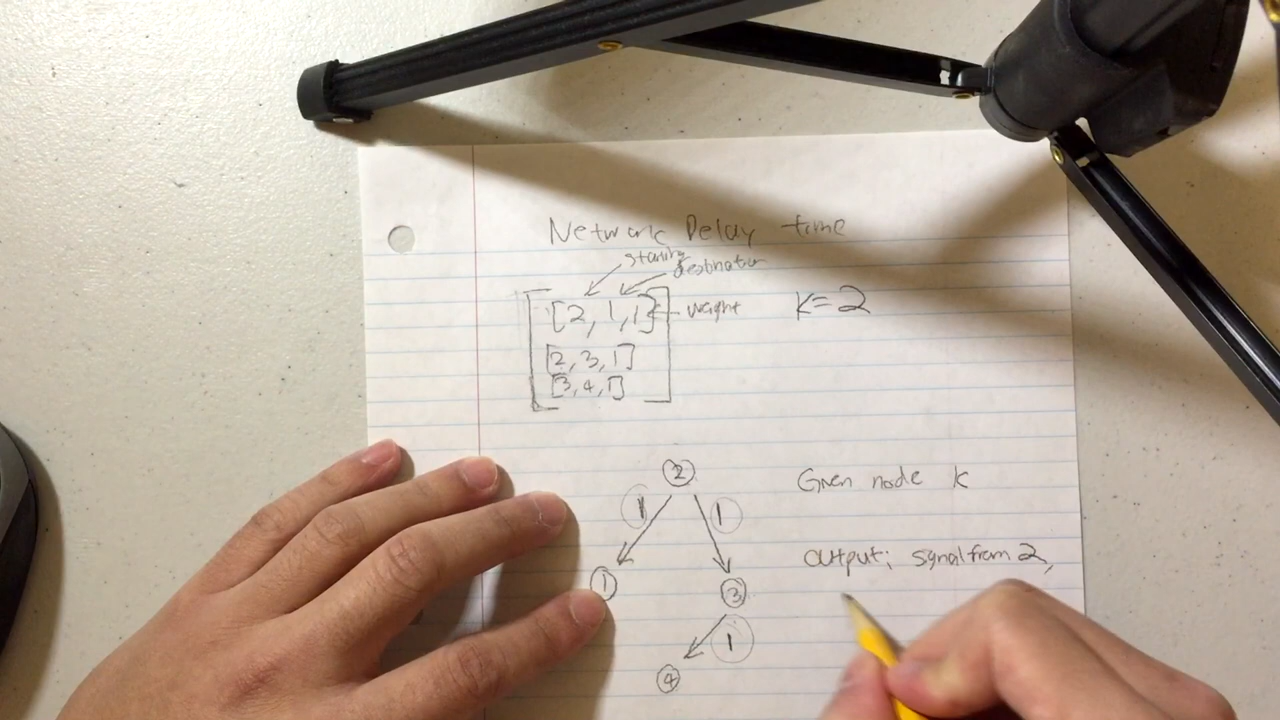 Network Delay time
starting
destination
[[2, 1, 1] weight K=2
[2, 3, 1]
[3, 4, 1]]
2
Given node K
1 1
output; signal from 2,
1 3
1
4